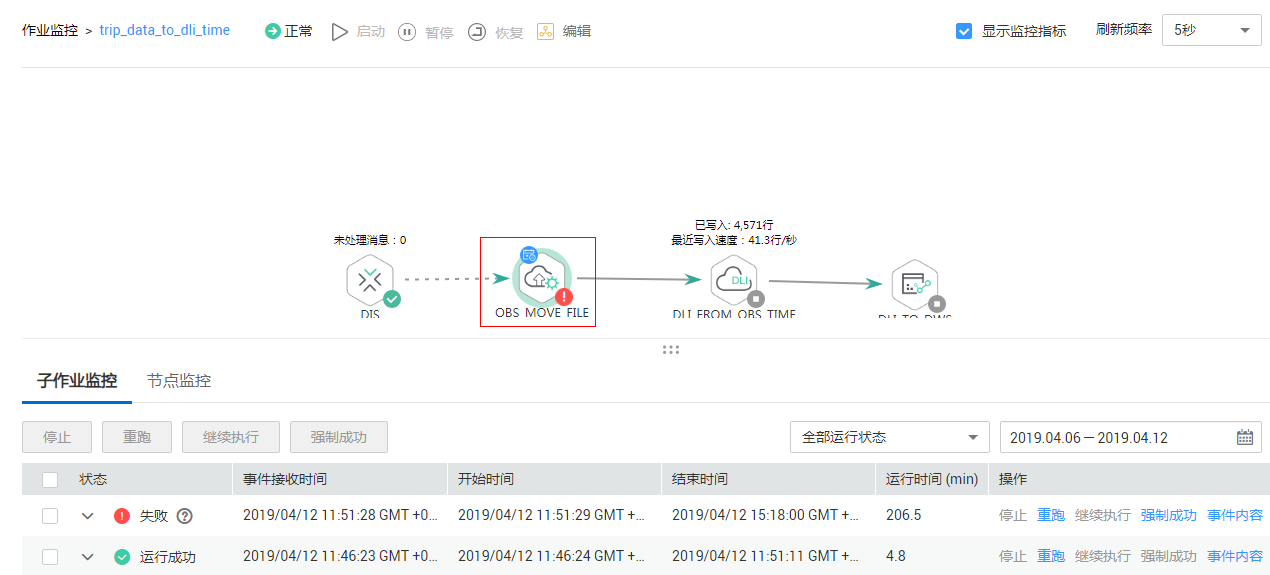 作业监控 > trip_data_to_dli_time 正常 启动 暂停 恢复 编辑 显示监控指标 刷新频率 5秒
已写入: 4,571行
未处理消息：0 最近写入速度：41.3行/秒
DLI
DIS OBS_MOVE_FILE DLI_FROM_OBS_TIME DLI_TO_DWS
子作业监控 节点监控
停止 重跑 继续执行 强制成功 全部运行状态 2019.04.06 – 2019.04.12
状态 事件接收时间 开始时间 结束时间 运行时间 (min) 操作
失败 2019/04/12 11:51:28 GMT +0... 2019/04/12 11:51:29 GMT +... 2019/04/12 15:18:00 GMT +... 206.5 停止 重跑 继续执行 强制成功 事件内容
运行成功 2019/04/12 11:46:23 GMT +0... 2019/04/12 11:46:24 GMT +... 2019/04/12 11:51:11 GMT +... 4.8 停止 重跑 继续执行 强制成功 事件内容